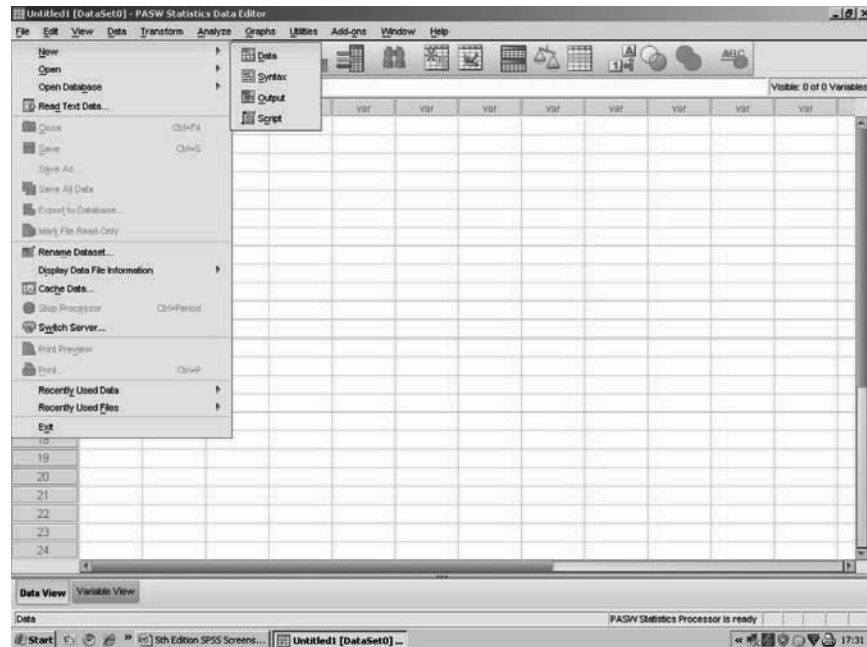 Untitled1 [DataSet0] - PASW Statistics Data Editor
File Edit View Data Transform Analyze Graphs Utilities Add-ons Window Help
New
Open
Open Database
Read Text Data...
Close Ctrl+F4
Save Ctrl+S
Save As
Save All Data
Export to Database...
Mark File Read Only
Rename Dataset...
Display Data File Information
Cache Data...
Stop Processor Ctrl+Period
Switch Server...
Print Preview
Print... Ctrl+P
Recently Used Data
Recently Used Files
Exit
Data
Syntax
Output
Script
Visible: 0 of 0 Variables
var var var var var var var
18
19
20
21
22
23
24
Data View Variable View
Data PASW Statistics Processor is ready
Start 5th Edition SPSS Screens... Untitled1 [DataSet0] ... 17:31